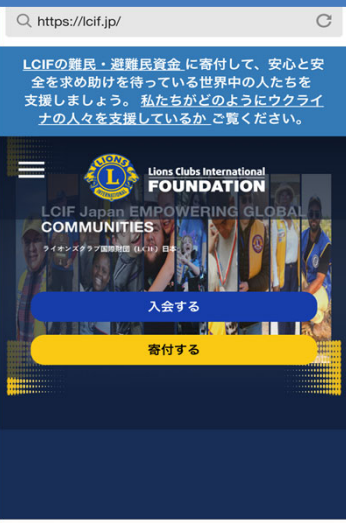 https://lcif.jp/
LCIFの難民・避難民資金 に寄付して、安心と安
全を求め助けを待っている世界中の人たちを
支援しましょう。 私たちがどのようにウクライ
ナの人々を支援しているか ご覧ください。
LIONS
L
INTERNATIONAL
Lions Clubs International
FOUNDATION
LCIF Japan EMPOWERING GLOBAL
COMMUNITIES
ライオンズクラブ国際財団（LCIF）日本
入会する
寄付する